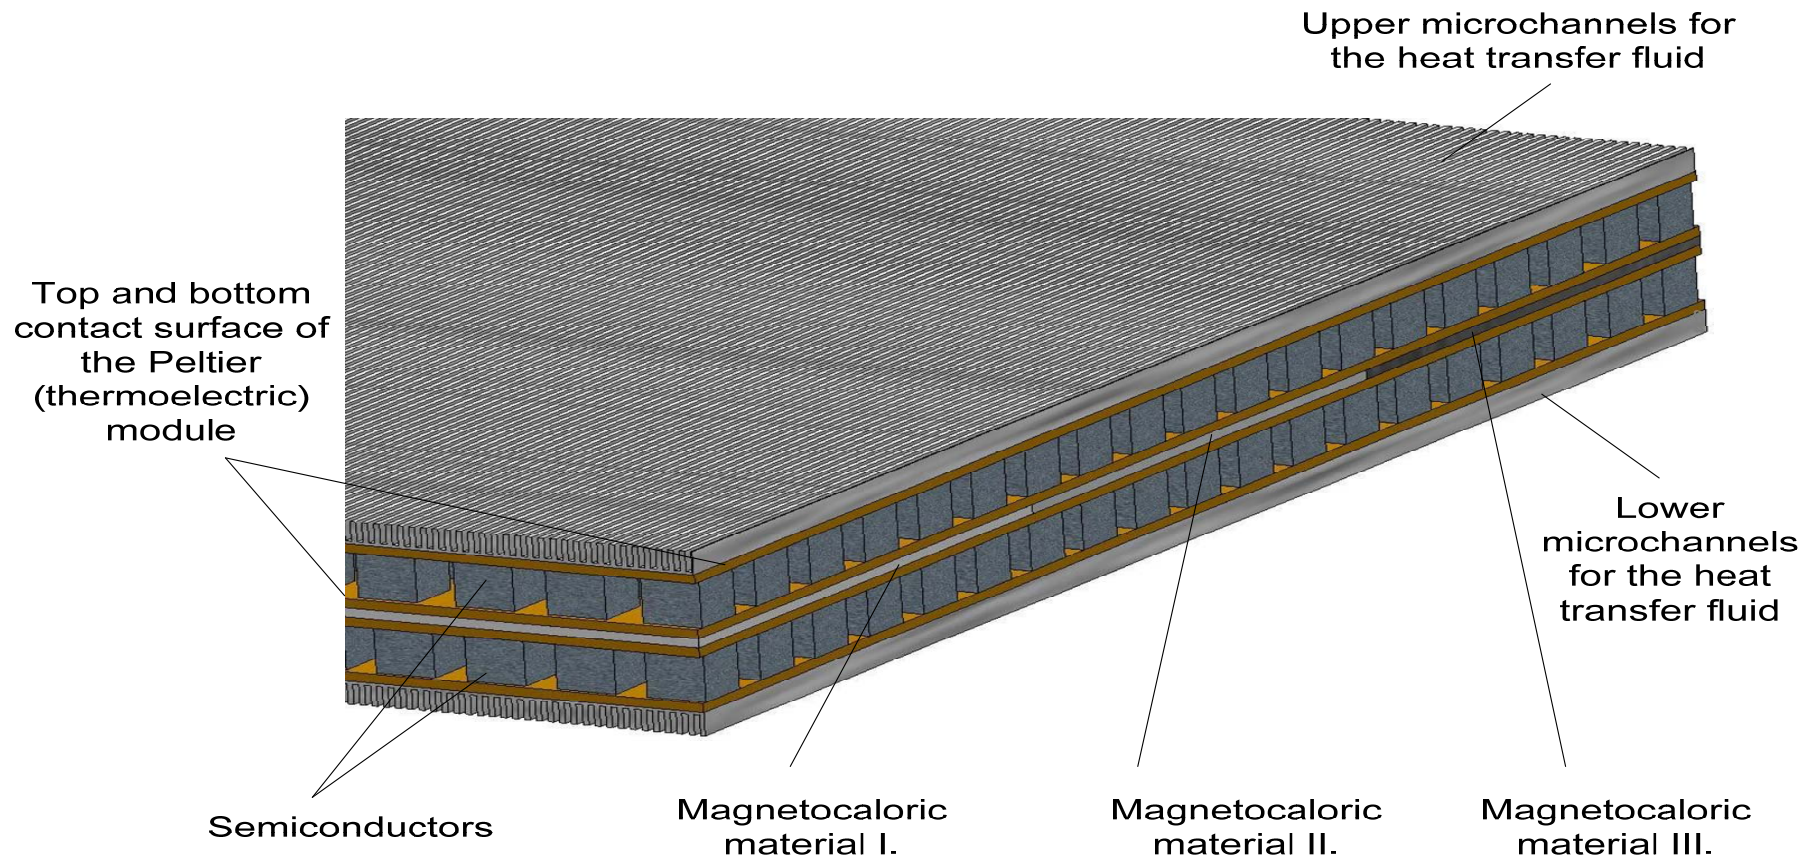 Upper microchannels for
the heat transfer fluid
Top and bottom
contact surface of
the Peltier
(thermoelectric)
module
Lower
microchannels
for the heat
transfer fluid
Semiconductors
Magnetocaloric
material I.
Magnetocaloric
material II.
Magnetocaloric
material III.